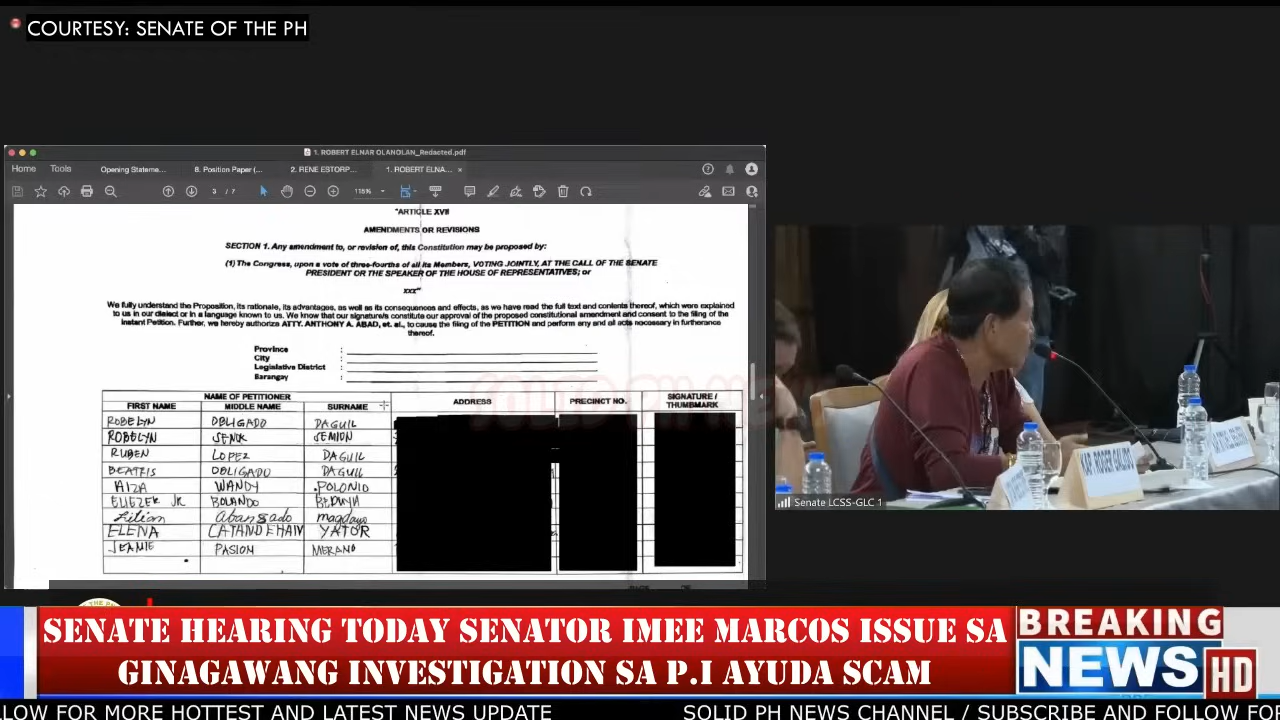 COURTESY: SENATE OF THE PH
1. ROBERT ELNAR OLANOLAN_Redacted.pdf
Home
Tools
Opening Stateme...
8. Position Paper (...
2. RENE ESTORP...
1. ROBERT ELNA...
3 / 7
118%
"ARTICLE XVII
AMENDMENTS OR REVISIONS
SECTION 1. Any amendment to, or revision of, this Constitution may be proposed by:
(1) The Congress, upon a vote of three-fourths of all its Members, VOTING JOINTLY, AT THE CALL OF THE SENATE
PRESIDENT OR THE SPEAKER OF THE HOUSE OF REPRESENTATIVES; or
xxx"
We fully understand the Proposition, its rationale, its advantages, as well as its consequences and effects, as we have read the full text and contents thereof, which were explained
to us in our dialect or in a language known to us. We know that our signature/s constitute our approval of the proposed constitutional amendment and consent to the filing of the
Instant Petition. Further, we hereby authorize ATTY. ANTHONY A. ABAD, et. al., to cause the filing of the PETITION and perform any and all acts necessary in furtherance
thereof.
Province :
City :
Legislative District :
Barangay :
NAME OF PETITIONER
ADDRESS
PRECINCT NO.
SIGNATURE /
THUMBMARK
FIRST NAME MIDDLE NAME SURNAME
ROBELYN OBLIGADO DAGUIL
ROBELYN SEMION
RUBEN LOPEZ DAGUIL
BEATRIS OBLIGADO DAGUIL
AIZA WANDY POLONIO
ELIEZER JR ROLANDO
Abansado
ELENA YATOR
JEANIE PASION MERANO
Senate LCSS-GLC 1
SENATE HEARING TODAY SENATOR IMEE MARCOS ISSUE SA
GINAGAWANG INVESTIGATION SA P.I AYUDA SCAM
BREAKING
NEWS HD
LOW FOR MORE HOTTEST AND LATEST NEWS UPDATE
SOLID PH NEWS CHANNEL / SUBSCRIBE AND FOLLOW FOR